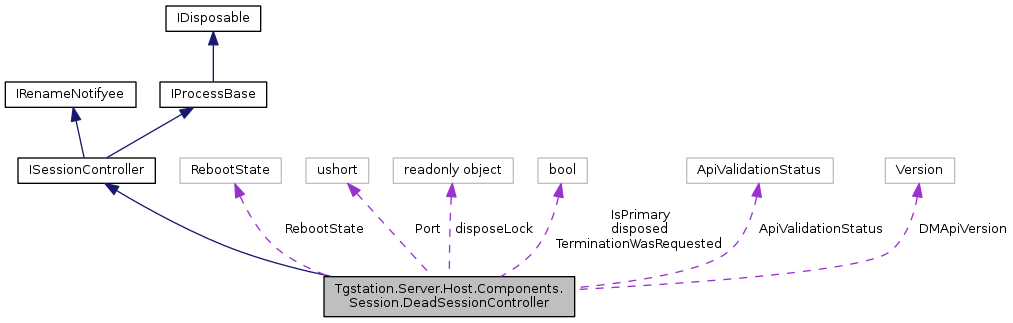 IDisposable
IRenameNotifyee
IProcessBase
ISessionController
RebootState
ushort
readonly object
bool
ApiValidationStatus
Version
RebootState
Port
disposeLock
IsPrimary
disposed
TerminationWasRequested
ApiValidationStatus
DMApiVersion
Tgstation.Server.Host.Components.
Session.DeadSessionController